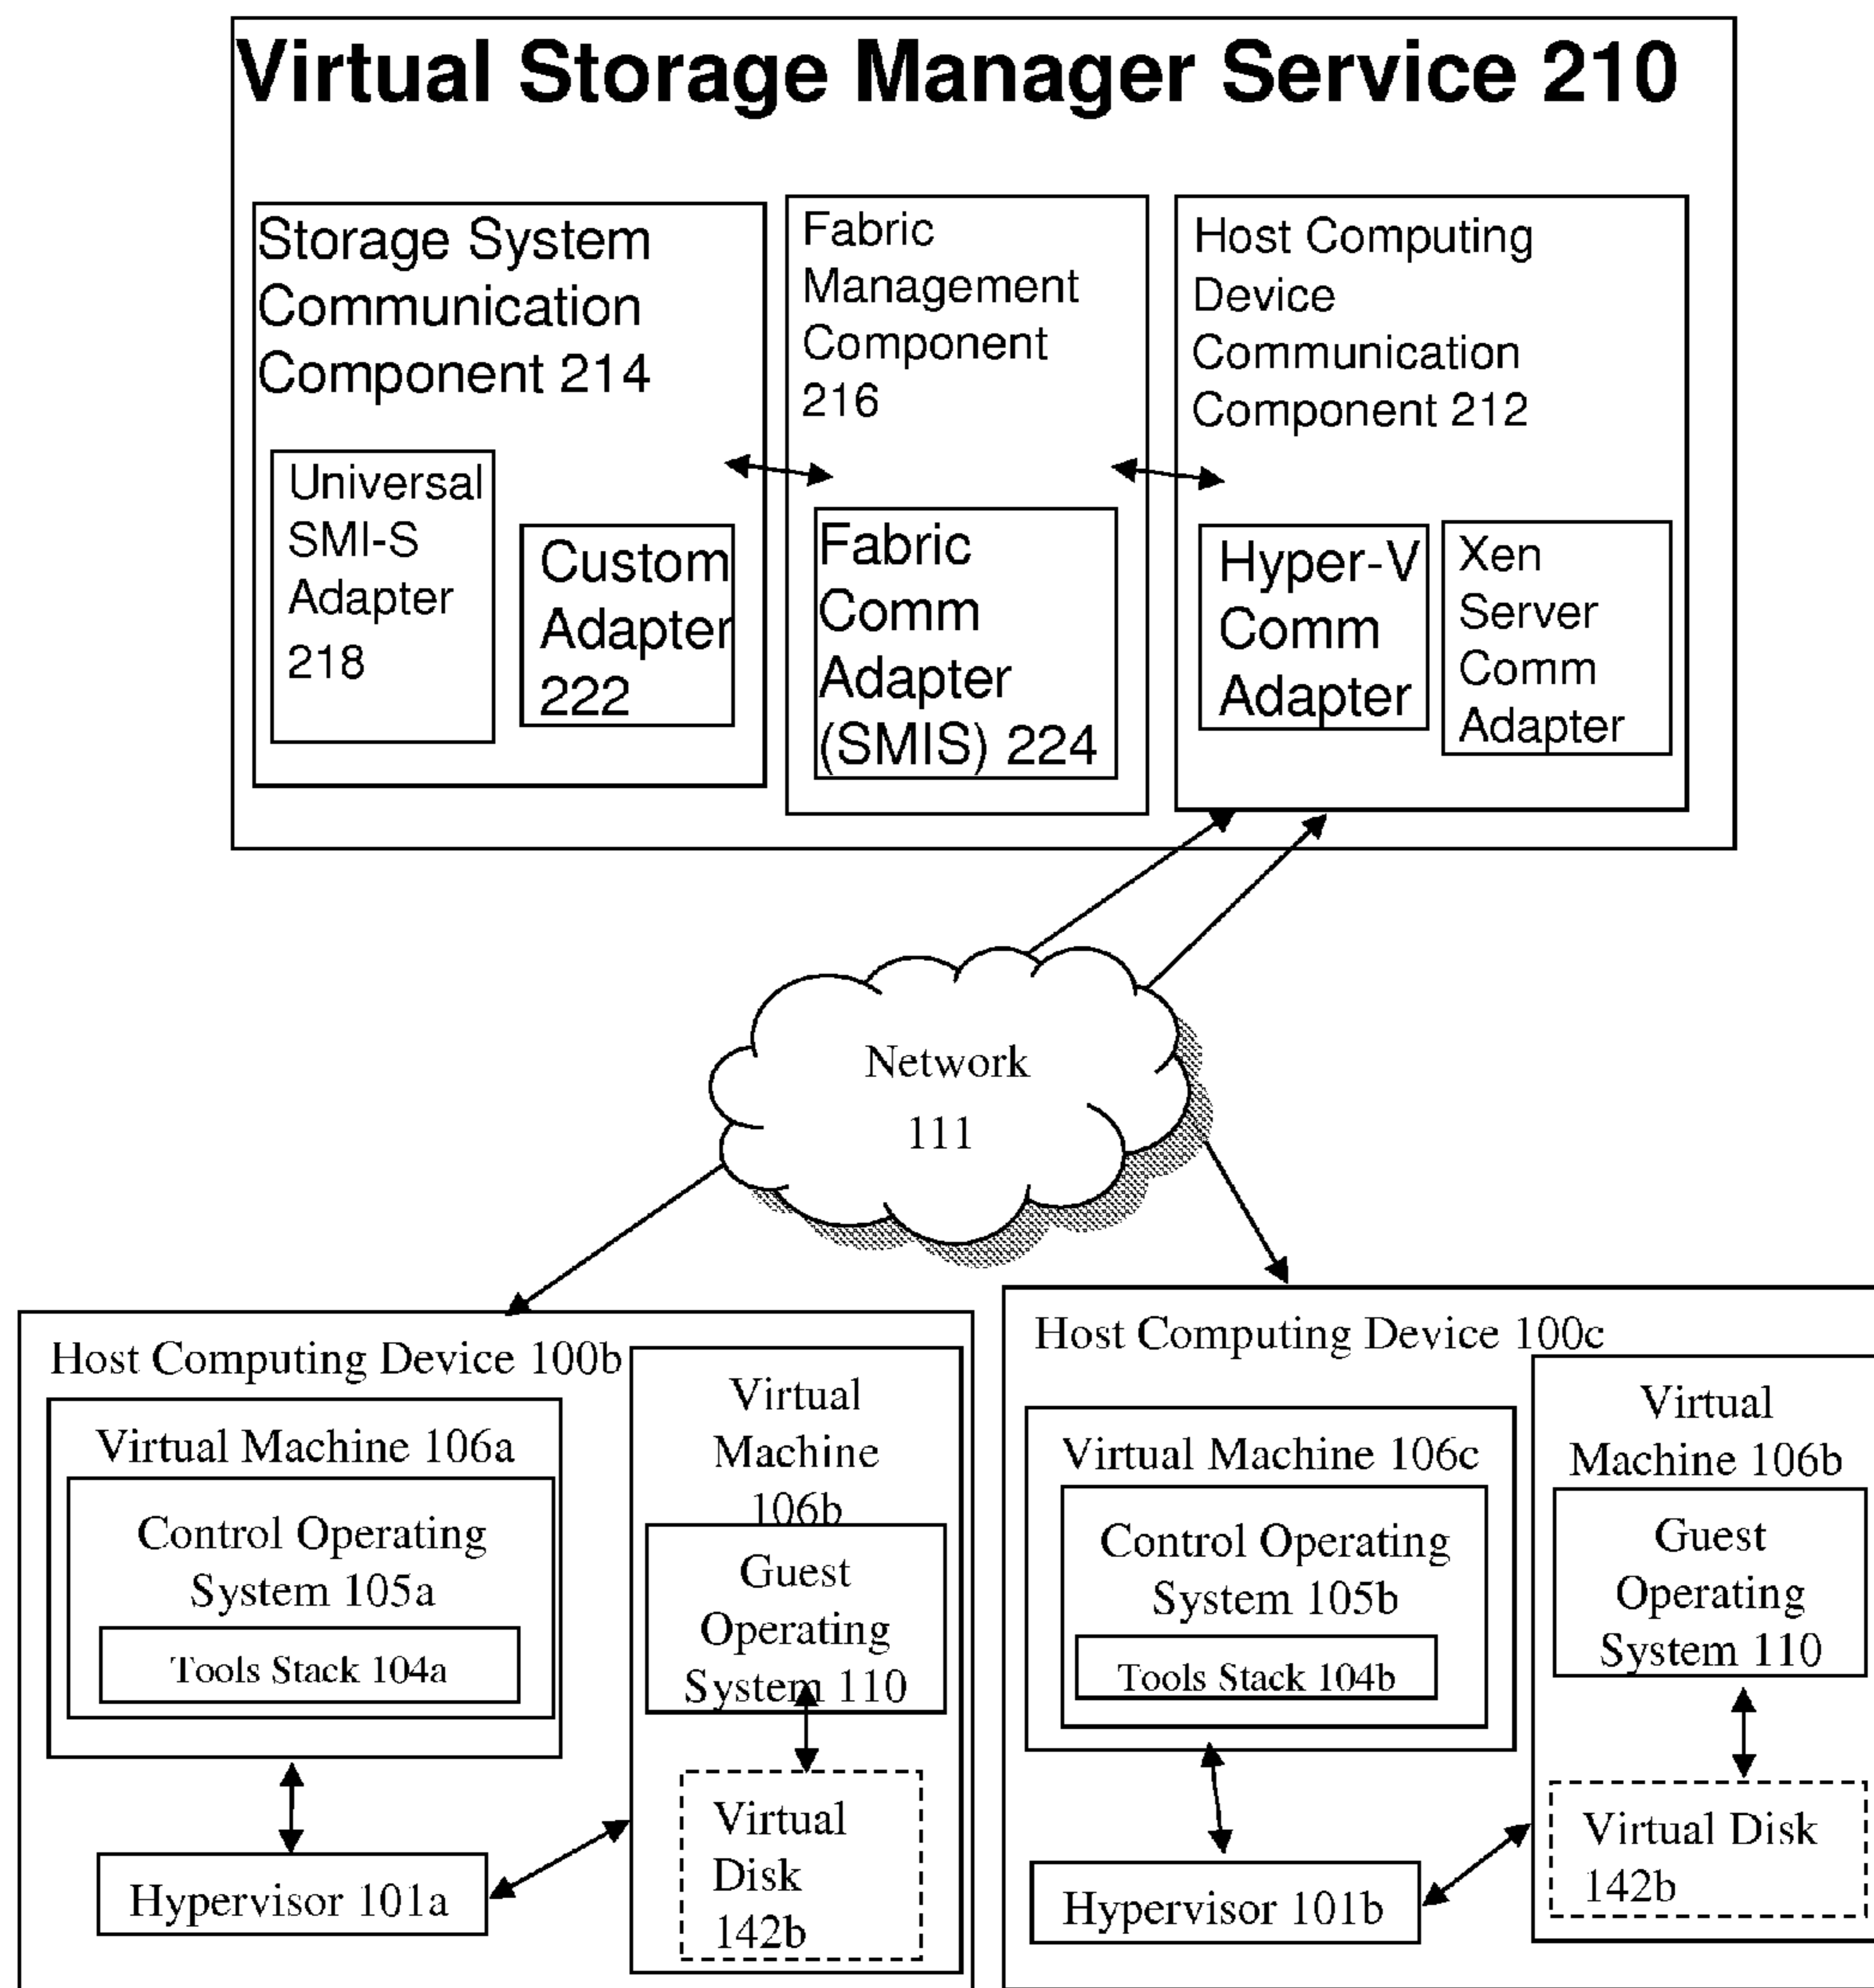 Virtual Storage Manager Service 210
Storage System
Communication
Component 214
Universal
SMI-S
Adapter
218
Custom
Adapter
222
Fabric
Management
Component
216
Fabric
Comm
Adapter
(SMIS) 224
Host Computing
Device
Communication
Component 212
Hyper-V
Comm
Adapter
Xen
Server
Comm
Adapter
Network
111
Host Computing Device 100b
Virtual Machine 106a
Control Operating
System 105a
Tools Stack 104a
Hypervisor 101a
Virtual
Machine
106b
Guest
Operating
System 110
Virtual
Disk
142b
Host Computing Device 100c
Virtual Machine 106c
Control Operating
System 105b
Tools Stack 104b
Hypervisor 101b
Virtual
Machine 106b
Guest
Operating
System 110
Virtual Disk
142b